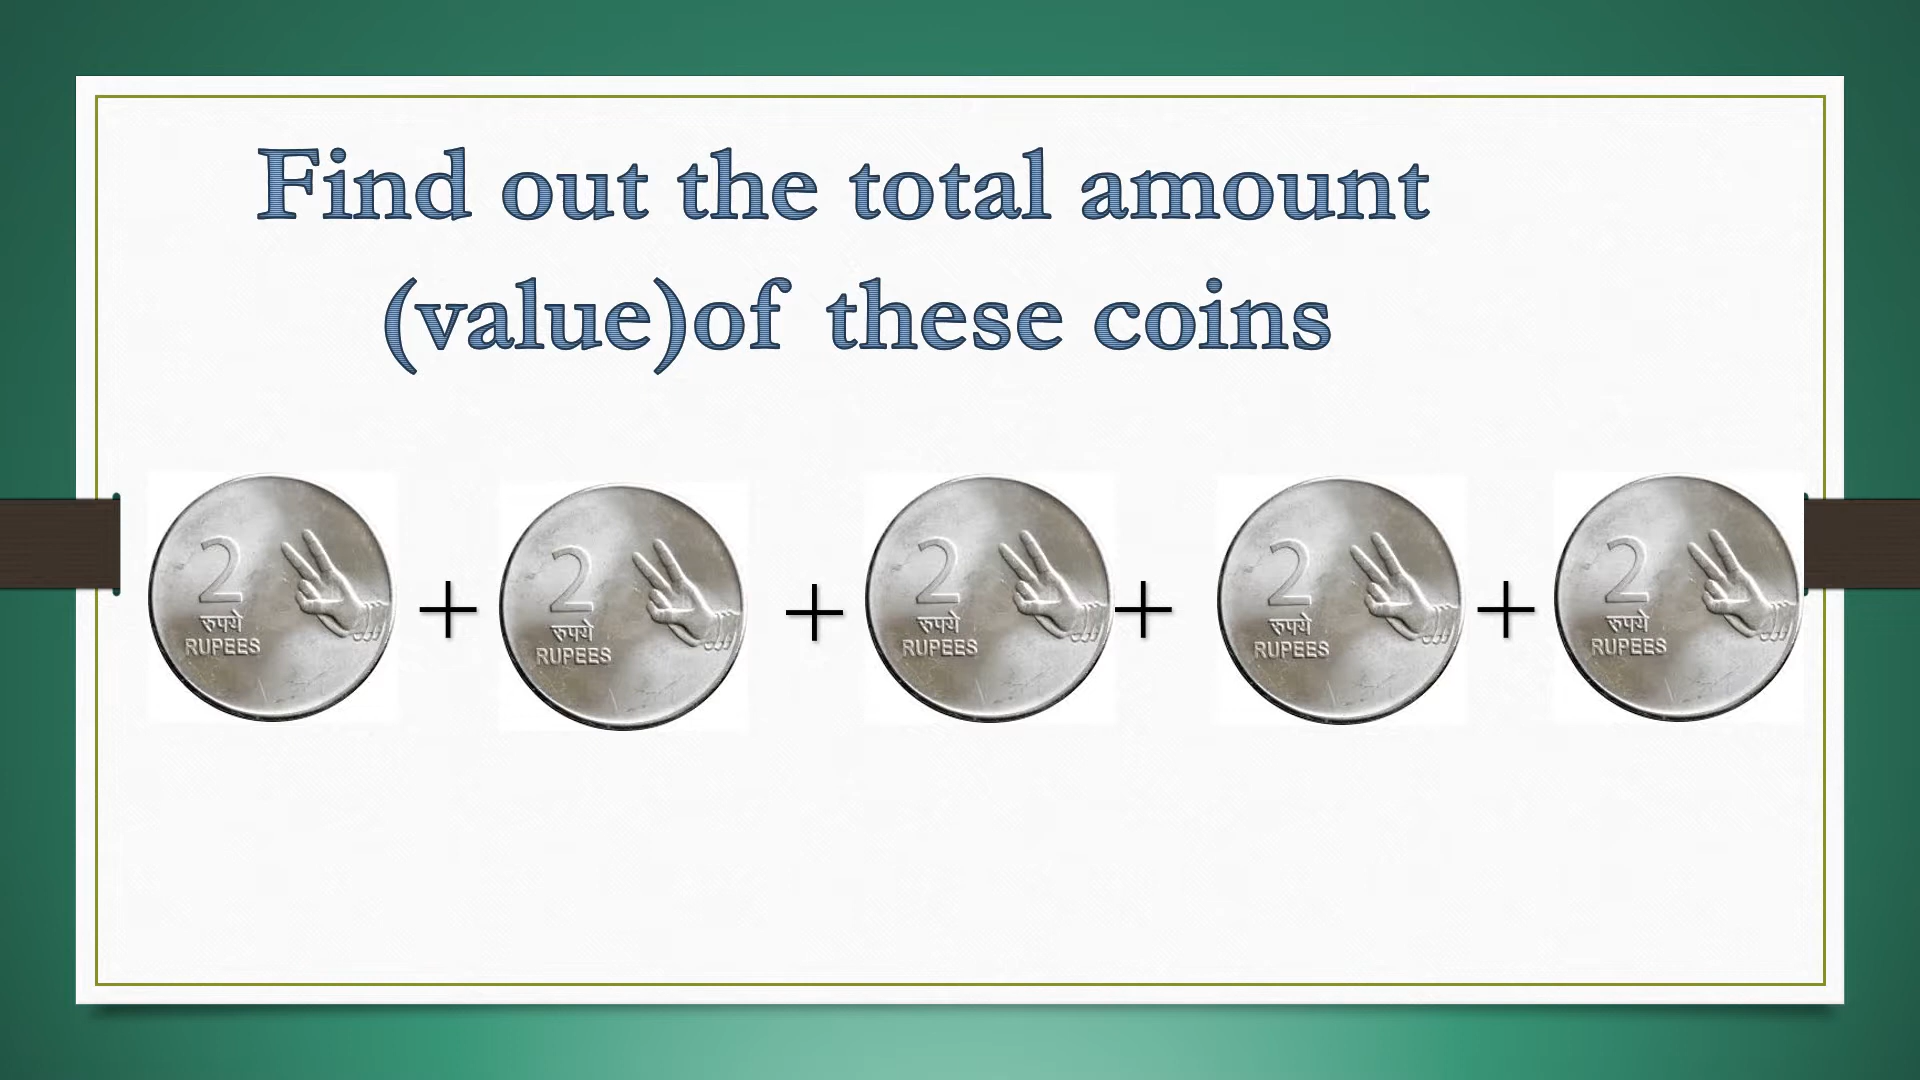 Find out the total amount
(value)of these coins
2 + 2 + 2 + 2 + 2
रुपये रुपये रुपये रुपये रुपये
RUPEES RUPEES RUPEES RUPEES RUPEES